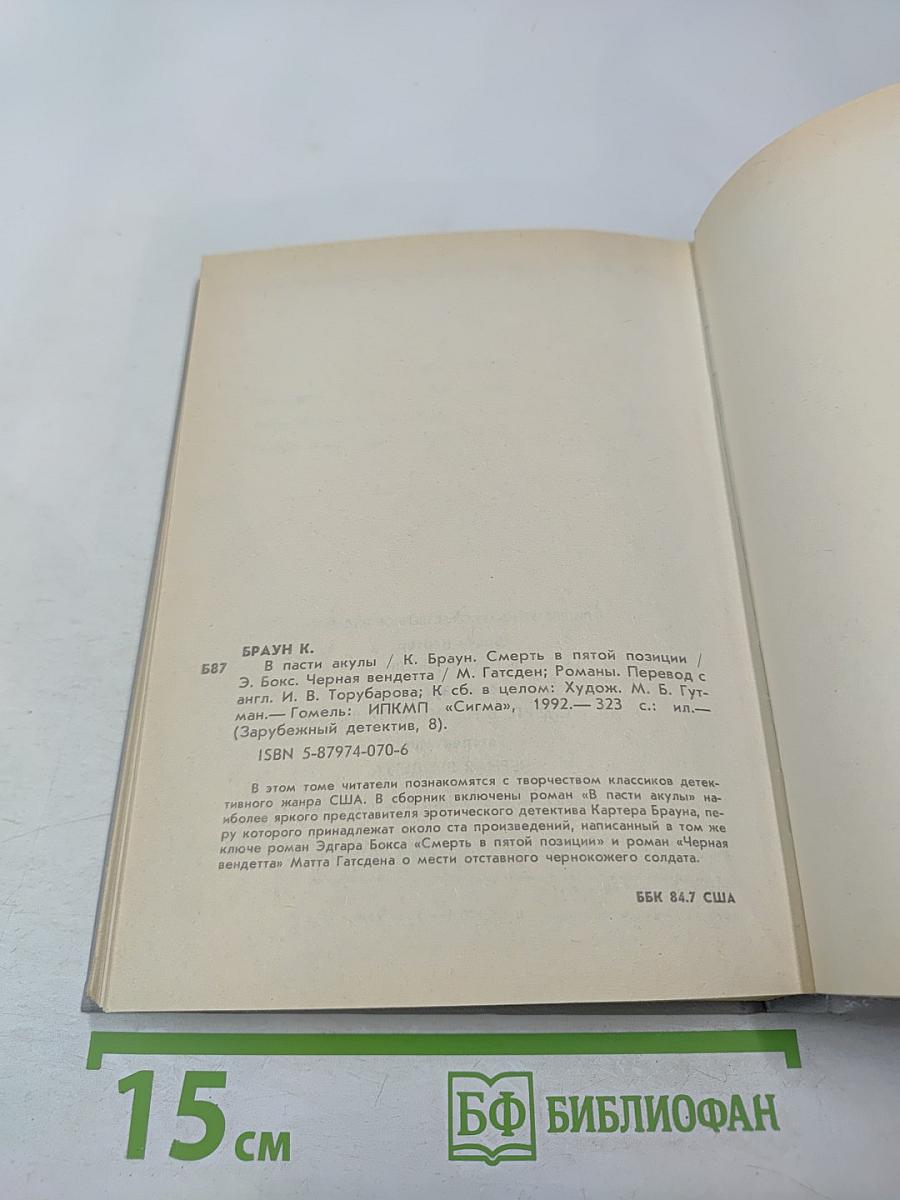 БРАУН К.
Б87 В пасти акулы / К. Браун. Смерть в пятой позиции /
Э. Бокс. Черная вендетта / М. Гатсден; Романы. Перевод с
англ. И. В. Торубарова; К сб. в целом: Худож. М. Б. Гут-
ман.— Гомель: ИПКМП «Сигма», 1992.— 323 с.: ил.—
(Зарубежный детектив, 8).
ISBN 5-87974-070-6
В этом томе читатели познакомятся с творчеством классиков детек-
тивного жанра США. В сборник включены роман «В пасти акулы» на-
иболее яркого представителя эротического детектива Картера Брауна, пе-
ру которого принадлежат около ста произведений, написанный в том же
ключе роман Эдгара Бокса «Смерть в пятой позиции» и роман «Черная
вендетта» Матта Гатсдена о мести отставного чернокожего солдата.
ББК 84.7 США
15 см
БФ БИБЛИОФАН